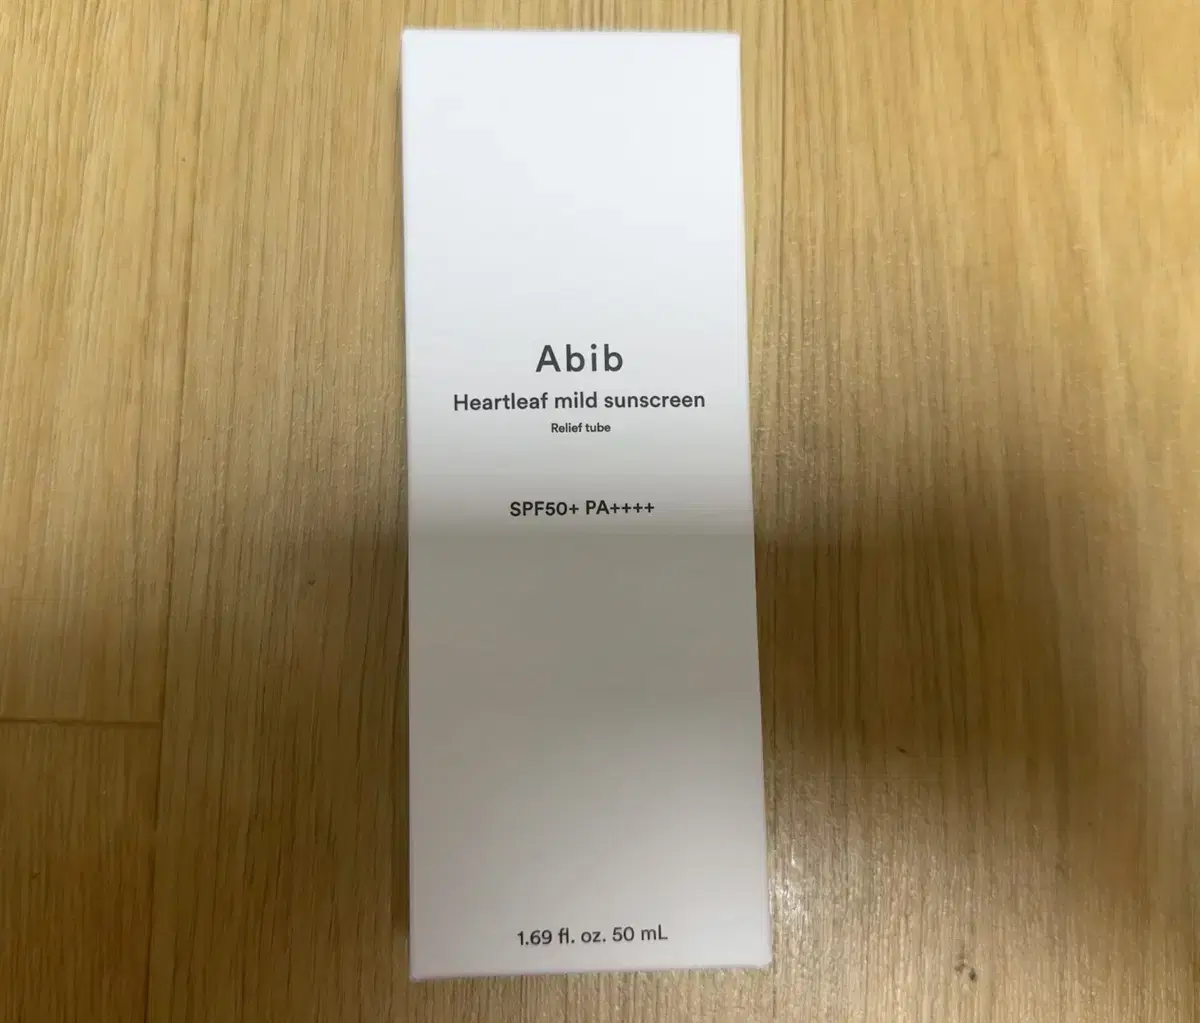 Abib
Heartleaf mild sunscreen
Relief tube
SPF50+ PA++++
1.69 fl. oz. 50 mL